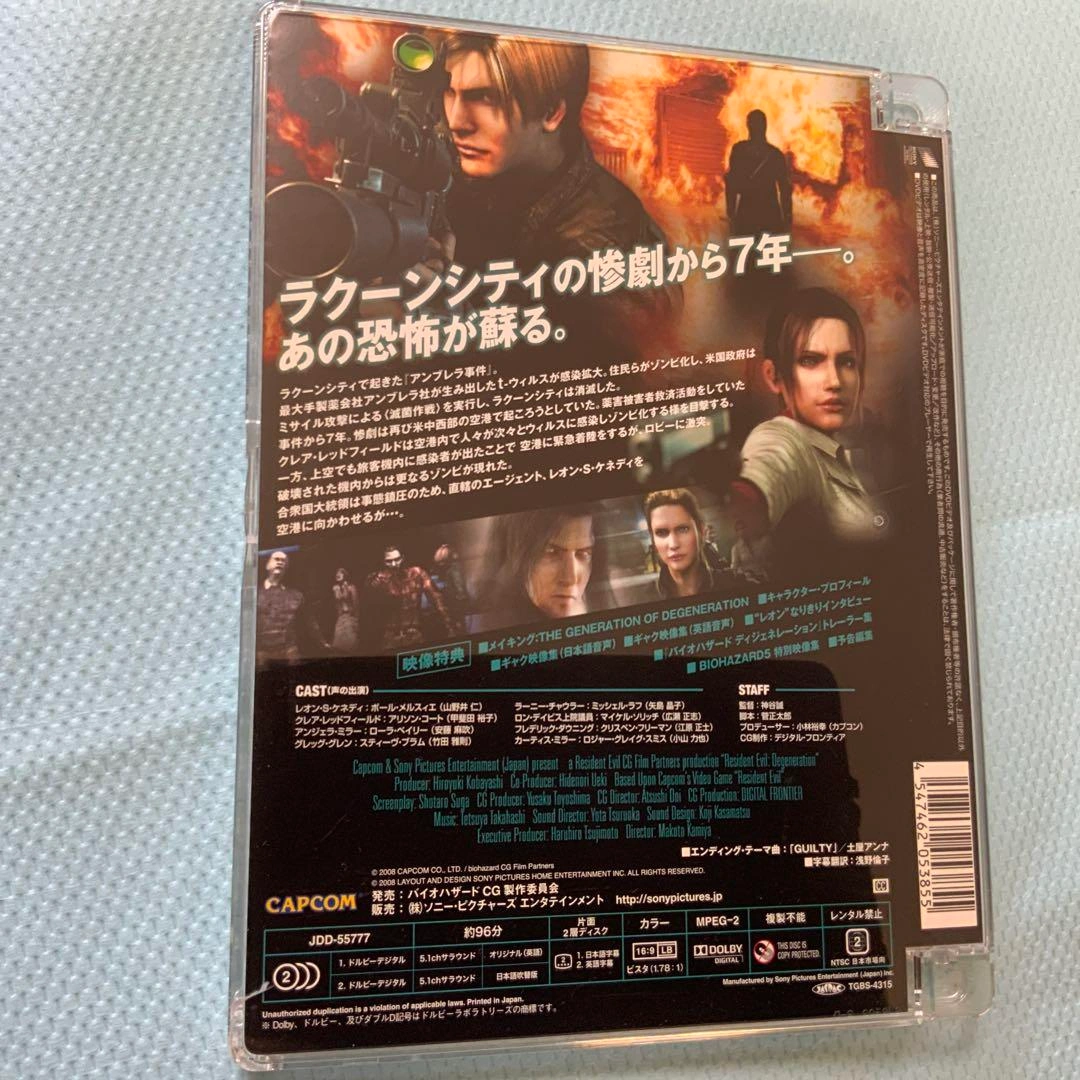 ラクーンシティの惨劇から7年──。
あの恐怖が蘇る。
ラクーンシティで起きた『アンブレラ事件』。
最大手製薬会社アンブレラ社が生み出したt-ウィルスが感染拡大。住民らがゾンビ化し、米国政府は
ミサイル攻撃による〈滅菌作戦〉を実行し、ラクーンシティは消滅した。
事件から7年。惨劇は再び米中西部の空港で起ころうとしていた。薬害被害者救済活動をしていた
クレア・レッドフィールドは空港内で人々が次々とウィルスに感染しゾンビ化する様を目撃する。
一方、上空でも旅客機内に感染者が出たことで 空港に緊急着陸をするが、ロビーに激突。
破壊された機内からは更なるゾンビが現れた。
合衆国大統領は事態鎮圧のため、直轄のエージェント、レオン・S・ケネディを
空港に向かわせるが…。
映像特典
■メイキング:THE GENERATION OF DEGENERATION ■キャラクター・プロフィール
■ギャク映像集(日本語音声) ■ギャク映像集(英語音声) ■"レオン"なりきりインタビュー
■『バイオハザード ディジェネレーション』トレーラー集
■BIOHAZARD5 特別映像集 ■予告編集
CAST(声の出演)
レオン・S・ケネディ:ポール・メルスィエ(山野井 仁)
クレア・レッドフィールド:アリソン・コート(甲斐田 裕子)
アンジェラ・ミラー:ローラ・ベイリー(安藤 麻吹)
グレッグ・グレン:スティーヴ・ブラム(竹田 雅則)
ラーニー・チャウラー:ミッシェル・ラフ(矢島 晶子)
ロン・デイビス上院議員:マイケル・ソリッチ(広瀬 正志)
フレデリック・ダウニング:クリスペン・フリーマン(江原 正士)
カーティス・ミラー:ロジャー・グレイグ・スミス(小山 力也)
STAFF
監督:神谷誠
脚本:菅正太郎
プロデューサー:小林裕幸(カプコン)
CG制作:デジタル・フロンティア
Capcom & Sony Pictures Entertainment (Japan) present a Resident Evil CG Film Partners production "Resident Evil: Degeneration"
Producer: Hiroyuki Kobayashi Co Producer: Hidenori Ueki Based Upon Capcom's Video Game "Resident Evil"
Screenplay: Shotaro Suga CG Producer: Yusaku Toyoshima CG Director: Atsushi Doi CG Production: DIGITAL FRONTIER
Music: Tetsuya Takahashi Sound Director: Yota Tsuruoka Sound Design: Koji Kasamatsu
Executive Producer: Haruhiro Tsujimoto Director: Makoto Kamiya
■エンディング・テーマ曲:「GUILTY」/土屋アンナ
■字幕翻訳:浅野倫子
© 2008 CAPCOM CO., LTD. / biohazard CG Film Partners
© 2008 LAYOUT AND DESIGN SONY PICTURES HOME ENTERTAINMENT INC. ALL RIGHTS RESERVED.
発売:バイオハザード CG 製作委員会
販売:(株)ソニー・ピクチャーズ エンタテインメント http://sonypictures.jp
CAPCOM
CC
4 547462 053855
JDD-55777
約96分
片面
2層ディスク
カラー
MPEG-2
複製不能
レンタル禁止
2
1. ドルビーデジタル 5.1chサラウンド オリジナル(英語)
2. ドルビーデジタル 5.1chサラウンド 日本語吹替版
1. 日本語字幕
2. 英語字幕
16:9 LB
ビスタ(1.78:1)
DOLBY
DIGITAL
THIS DISC IS
COPY PROTECTED.
2
NTSC 日本市場向
Manufactured by Sony Pictures Entertainment (Japan) Inc.
TGBS-4315
Unauthorized duplication is a violation of applicable laws. Printed in Japan.
※ Dolby、ドルビー、及びダブルD記号はドルビーラボラトリーズの商標です。